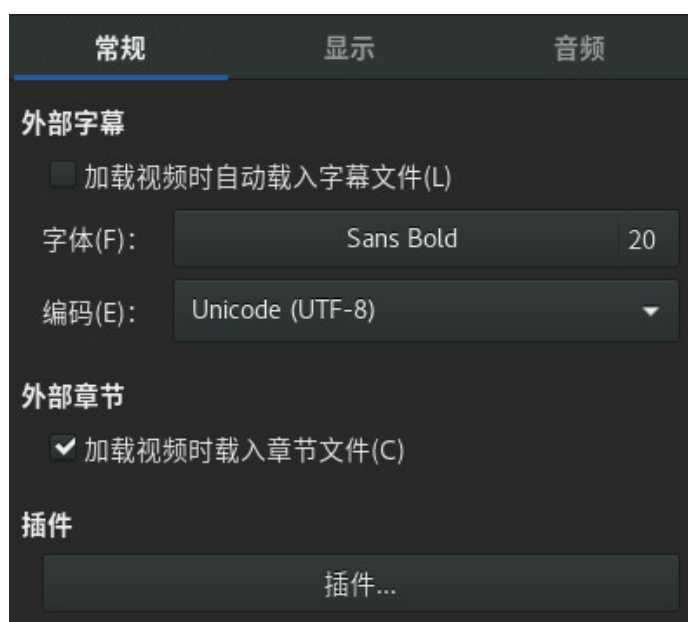 常规 显示 音频
外部字幕
加载视频时自动载入字幕文件(L)
字体(F)： Sans Bold 20
编码(E)： Unicode (UTF-8)
外部章节
加载视频时载入章节文件(C)
插件
插件...